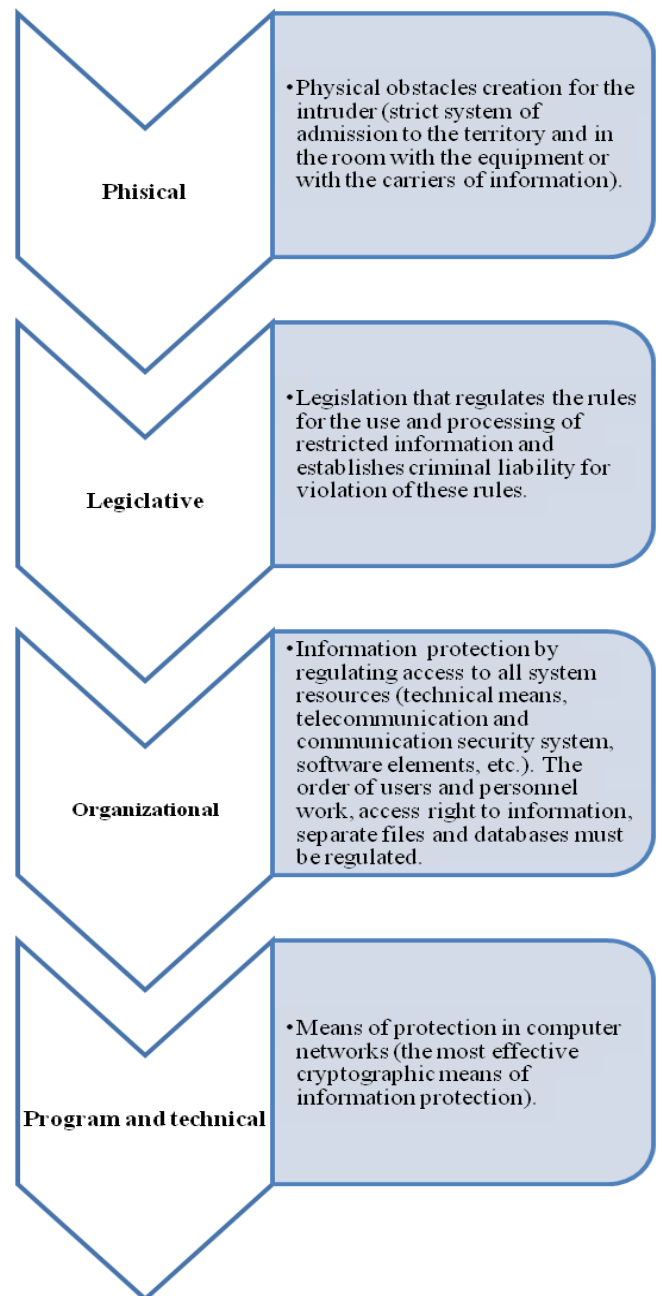 Phisical
•Physical obstacles creation for the
intruder (strict system of
admission to the territory and in
the room with the equipment or
with the carriers of information).
Legiclative
•Legislation that regulates the rules
for the use and processing of
restricted information and
establishes criminal liability for
violation of these rules.
Organizational
•Information protection by
regulating access to all system
resources (technical means,
telecommunication and
communication security system,
software elements, etc.). The
order of users and personnel
work, access right to information,
separate files and databases must
be regulated.
Program and technical
•Means of protection in computer
networks (the most effective
cryptographic means of
information protection).